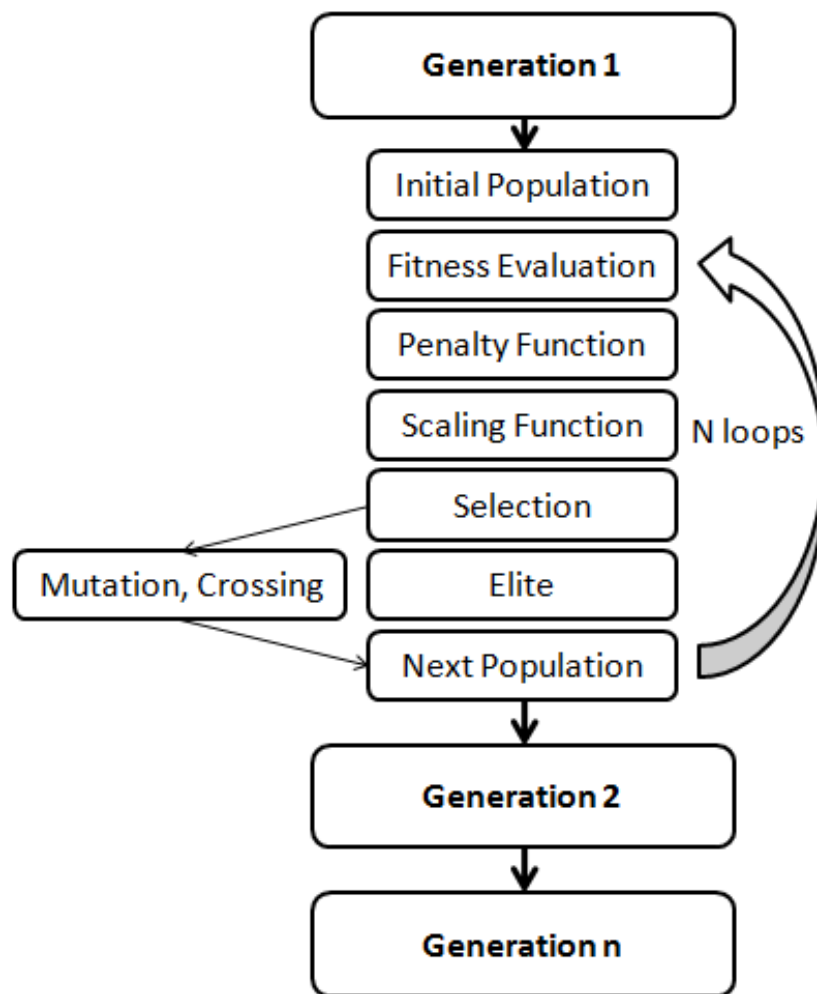 Generation 1
Initial Population
Fitness Evaluation
Penalty Function
Scaling Function
N loops
Selection
Mutation, Crossing
Elite
Next Population
Generation 2
Generation n